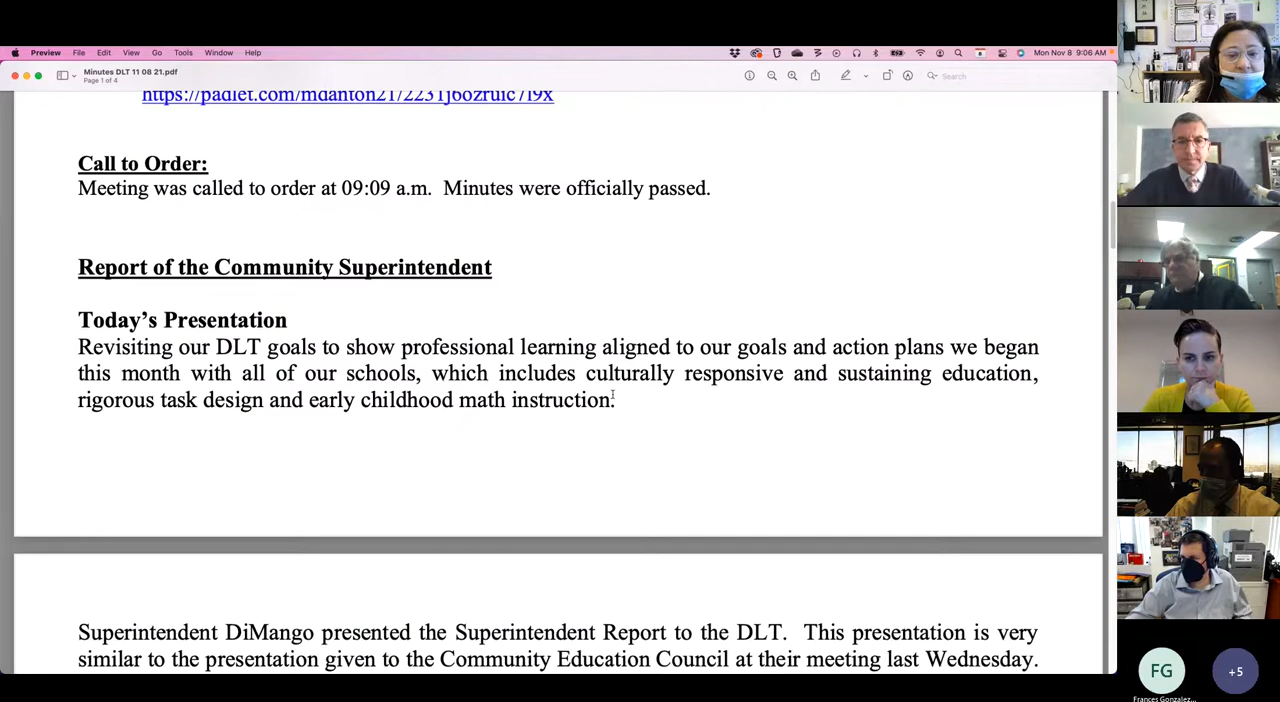 Preview File Edit View Go Tools Window Help
Mon Nov 8 9:06 AM
Minutes DLT 11 08 21.pdf
Page 1 of 4
Search
Call to Order:
Meeting was called to order at 09:09 a.m. Minutes were officially passed.
Report of the Community Superintendent
Today's Presentation
Revisiting our DLT goals to show professional learning aligned to our goals and action plans we began
this month with all of our schools, which includes culturally responsive and sustaining education,
rigorous task design and early childhood math instruction.
Superintendent DiMango presented the Superintendent Report to the DLT. This presentation is very
similar to the presentation given to the Community Education Council at their meeting last Wednesday.
FG
+5
Frances Gonzalez...